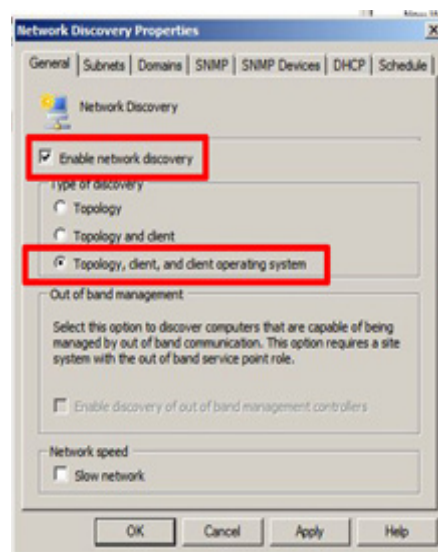 Network Discovery Properties
General Subnets Domains SNMP SNMP Devices DHCP Schedule
Network Discovery
Enable network discovery
Type of discovery
Topology
Topology and client
Topology, client, and client operating system
Out of band management
Select this option to discover computers that are capable of being
managed by out of band communication. This option requires a site
system with the out of band service point role.
Enable discovery of out of band management controllers
Network speed
Slow network
OK Cancel Apply Help